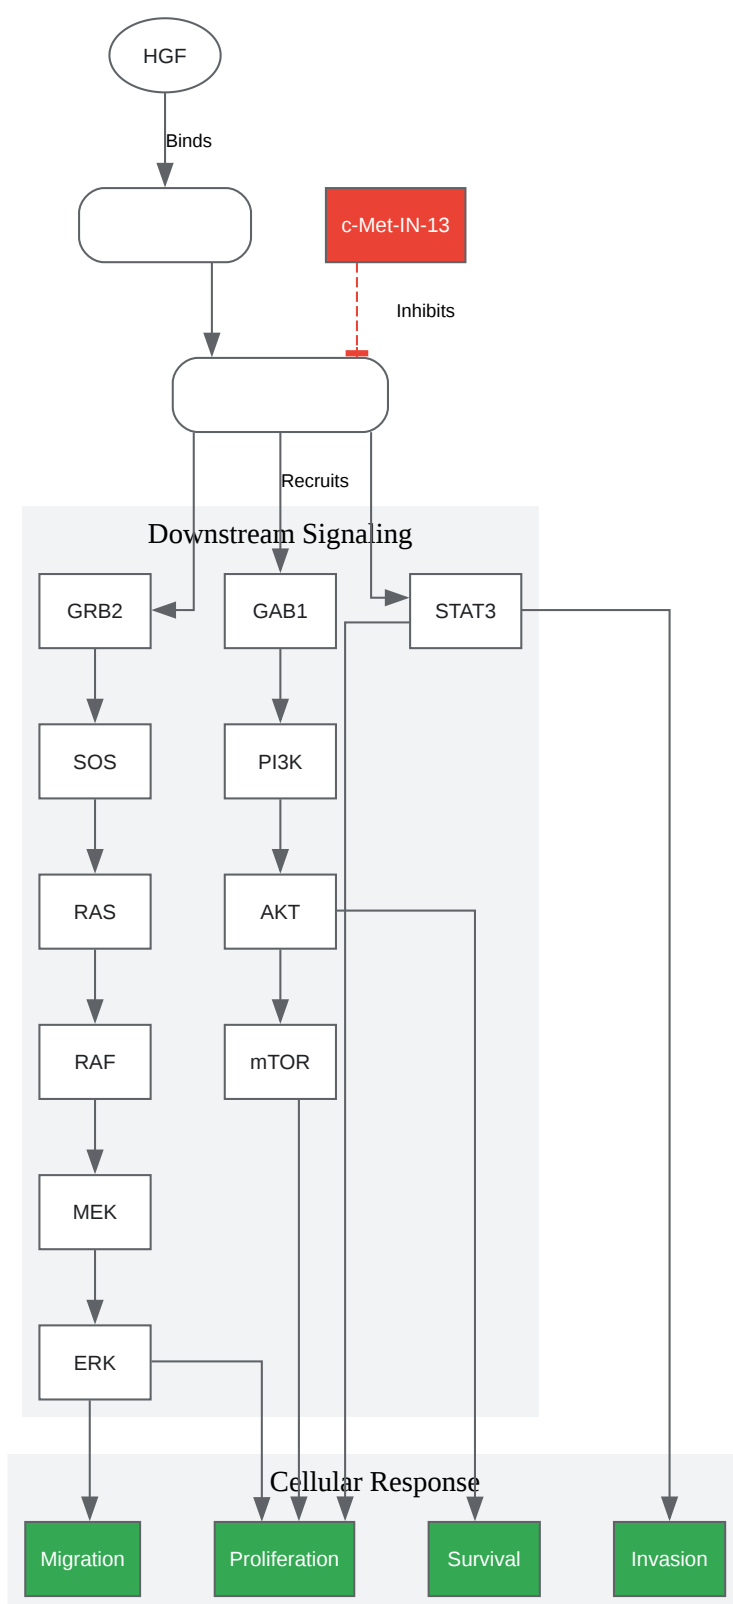 HGF
Binds
c-Met-IN-13
Inhibits
Recruits
Downstream Signaling
GRB2
GAB1
STAT3
SOS
PI3K
RAS
AKT
RAF
mTOR
MEK
ERK
Cellular Response
Migration
Proliferation
Survival
Invasion